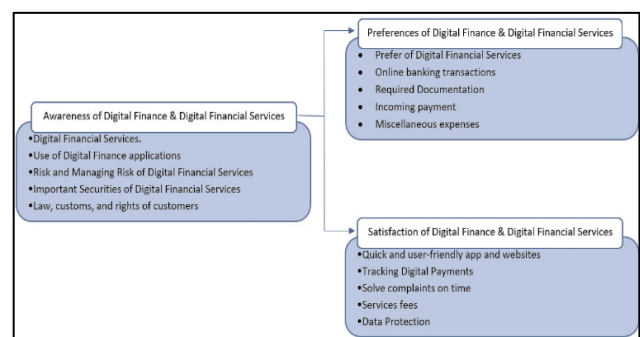 Preferences of Digital Finance & Digital Financial Services
• Prefer of Digital Financial Services
• Online banking transactions
• Required Documentation
• Incoming payment
• Miscellaneous expenses
Awareness of Digital Finance & Digital Financial Services
•Digital Financial Services.
•Use of Digital Finance applications
•Risk and Managing Risk of Digital Financial Services
•Important Securities of Digital Financial Services
•Law, customs, and rights of customers
Satisfaction of Digital Finance & Digital Financial Services
•Quick and user-friendly app and websites
•Tracking Digital Payments
•Solve complaints on time
•Services fees
•Data Protection